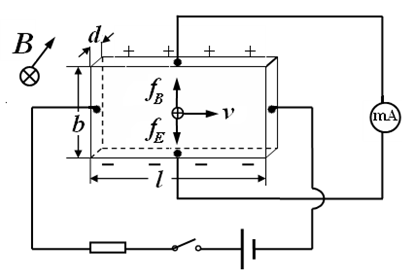 d + + + +
B
f_B
b v
f_E
mA
− − − −
l